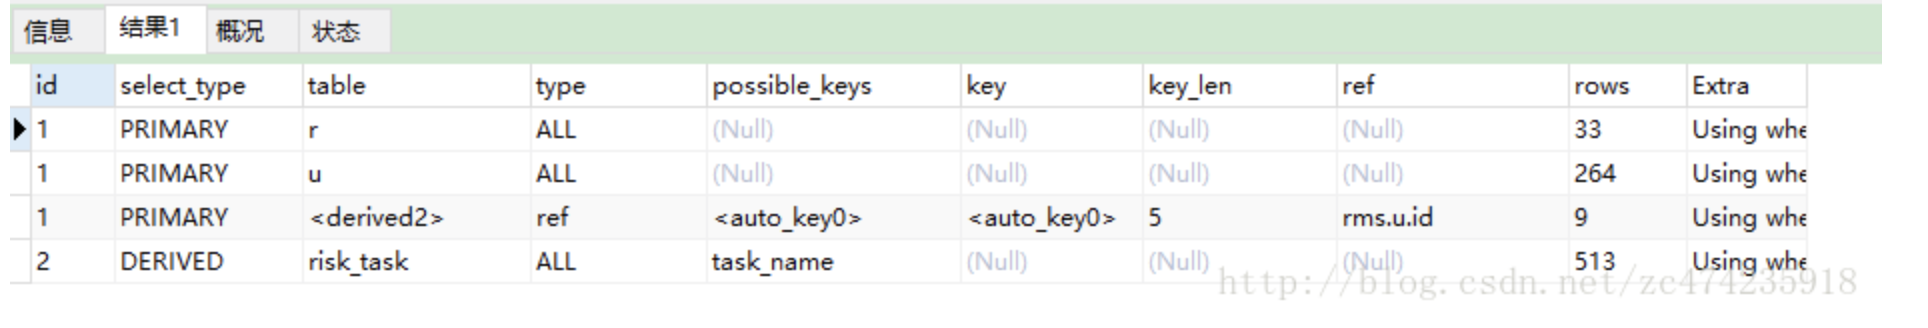 信息 结果1 概况 状态
id select_type table type possible_keys key key_len ref rows Extra
1 PRIMARY r ALL (Null) (Null) (Null) (Null) 33 Using whe
1 PRIMARY u ALL (Null) (Null) (Null) (Null) 264 Using whe
1 PRIMARY <derived2> ref <auto_key0> <auto_key0> 5 rms.u.id 9 Using whe
2 DERIVED risk_task ALL task_name (Null) (Null) (Null) 513 Using whe
http://blog.csdn.net/zc474235918